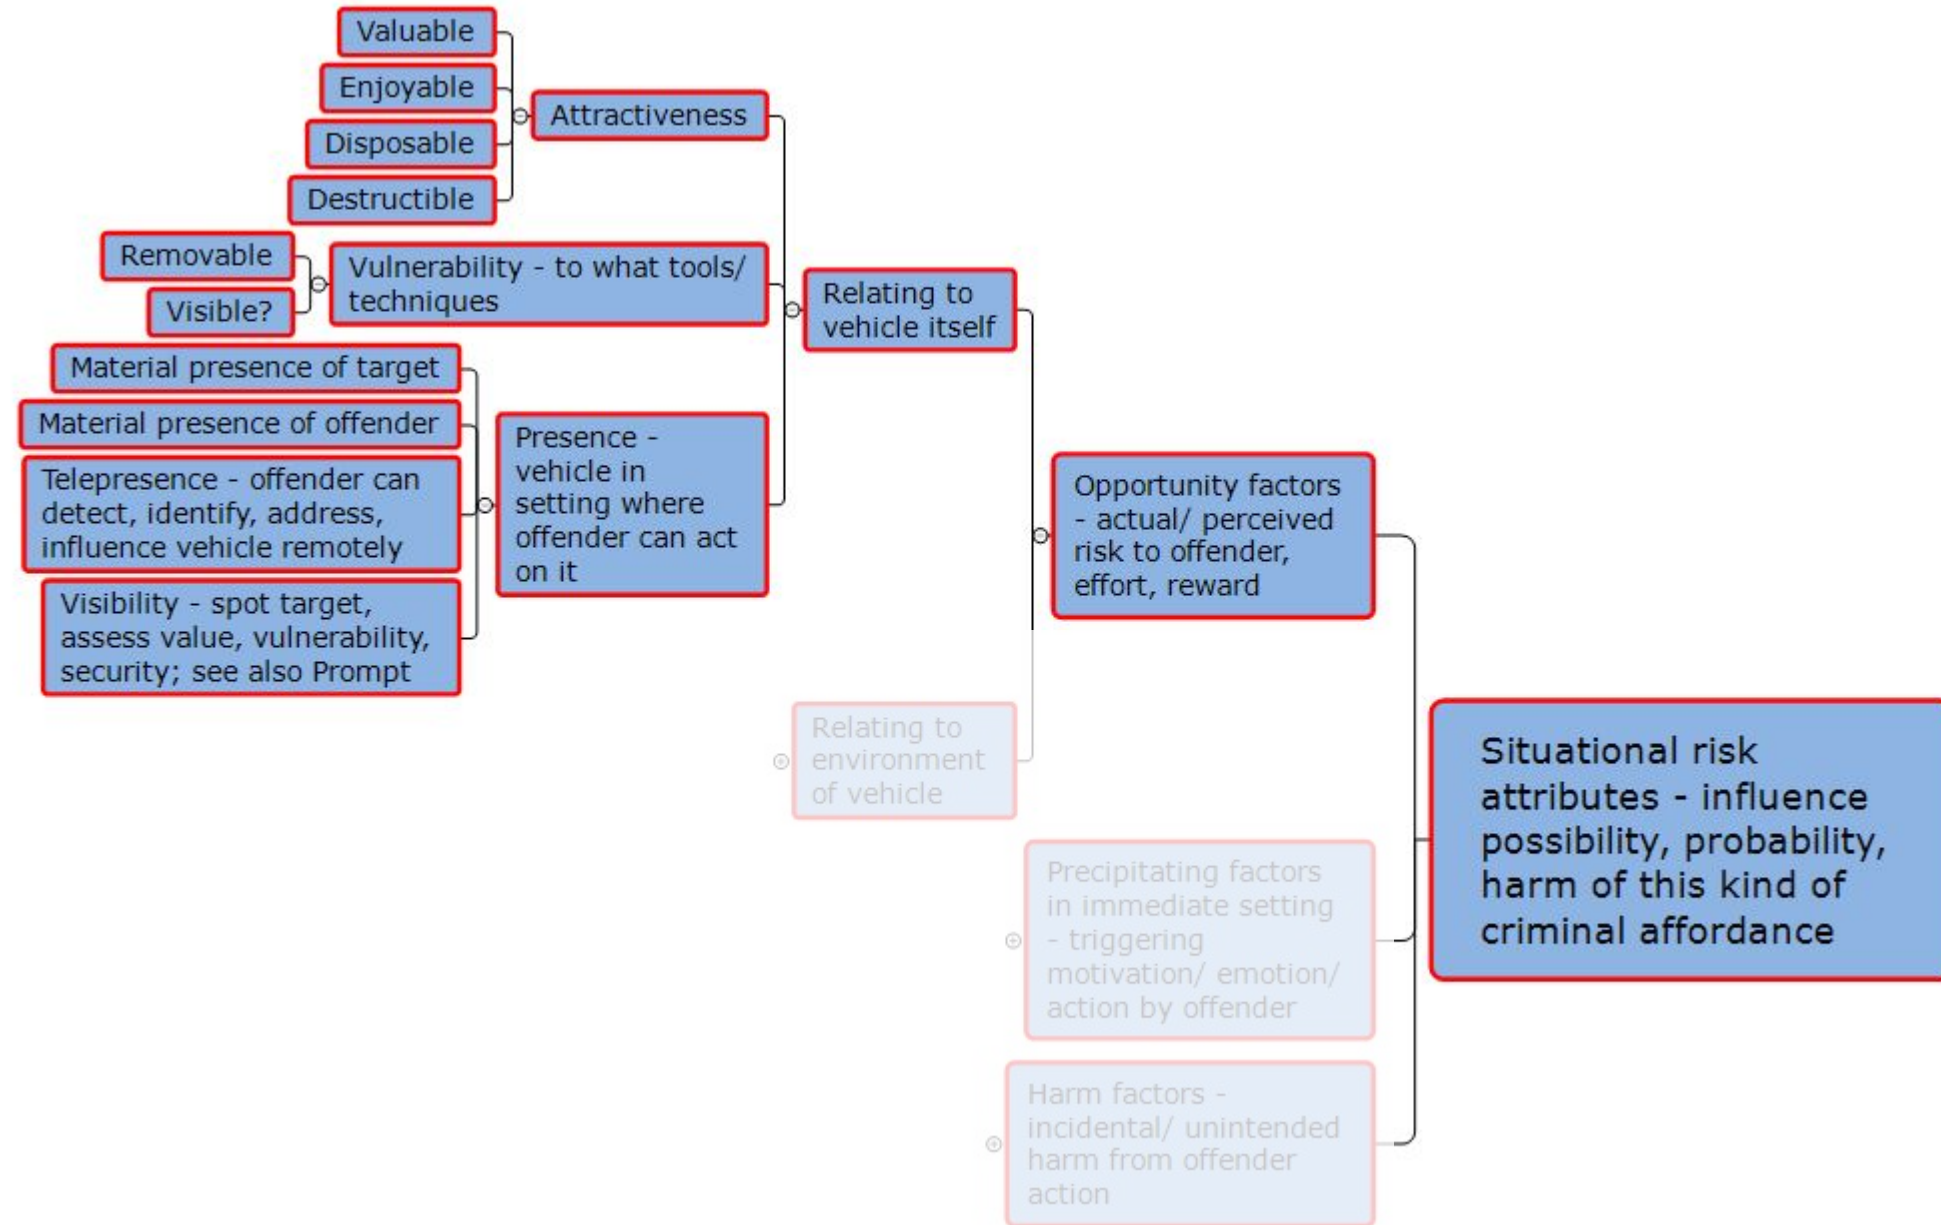 Valuable
Enjoyable
Disposable
Destructible
Attractiveness
Removable
Visible?
Vulnerability - to what tools/
techniques
Material presence of target
Material presence of offender
Telepresence - offender can
detect, identify, address,
influence vehicle remotely
Visibility - spot target,
assess value, vulnerability,
security; see also Prompt
Presence -
vehicle in
setting where
offender can act
on it
Relating to
vehicle itself
Relating to
environment
of vehicle
Opportunity factors
- actual/ perceived
risk to offender,
effort, reward
Precipitating factors
in immediate setting
- triggering
motivation/ emotion/
action by offender
Harm factors -
incidental/ unintended
harm from offender
action
Situational risk
attributes - influence
possibility, probability,
harm of this kind of
criminal affordance